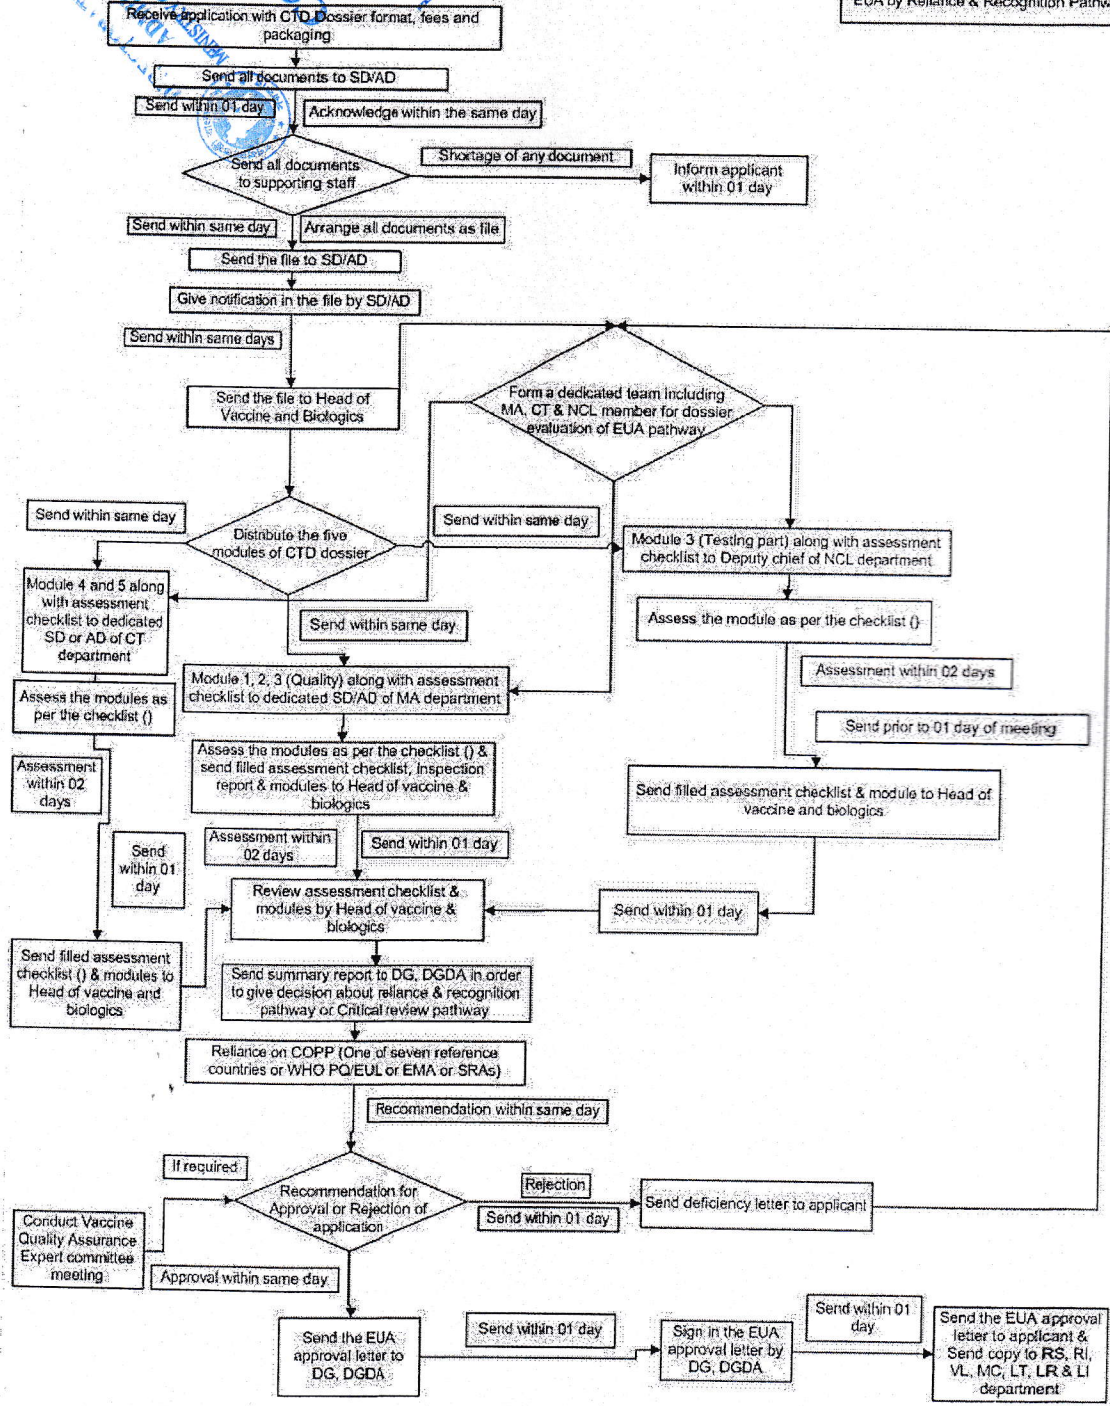 EUA by Reliance & Recognition Pathw
Receive application with CTD Dossier format, fees and
packaging
Send all documents to SD/AD
Send within 01 day
Acknowledge within the same day
Send all documents
to supporting staff
Shortage of any document
Inform applicant
within 01 day
Send within same day
Arrange all documents as file
Send the file to SD/AD
Give notification in the file by SD/AD
Send within same days
Send the file to Head of
Vaccine and Biologics
Form a dedicated team including
MA, CT & NCL member for dossier
evaluation of EUA pathway
Send within same day
Distribute the five
modules of CTD dossier
Send within same day
Module 3 (Testing part) along with assessment
checklist to Deputy chief of NCL department
Module 4 and 5 along
with assessment
checklist to dedicated
SD or AD of CT
department
Send within same day
Assess the module as per the checklist ()
Assessment within 02 days
Module 1, 2, 3 (Quality) along with assessment
checklist to dedicated SD/AD of MA department
Assess the modules as
per the checklist ()
Send prior to 01 day of meeting
Assess the modules as per the checklist () &
send filled assessment checklist, Inspection
report & modules to Head of vaccine &
biologics
Assessment
within 02
days
Send filled assessment checklist & module to Head of
vaccine and biologics
Assessment within
02 days
Send within 01 day
Send
within 01
day
Review assessment checklist &
modules by Head of vaccine &
biologics
Send within 01 day
Send filled assessment
checklist () & modules to
Head of vaccine and
biologics
Send summary report to DG, DGDA in order
to give decision about reliance & recognition
pathway or Critical review pathway
Reliance on COPP (One of seven reference
countries or WHO PQ/EUL or EMA or SRAs)
Recommendation within same day
If required
Recommendation for
Approval or Rejection of
application
Rejection
Send within 01 day
Send deficiency letter to applicant
Conduct Vaccine
Quality Assurance
Expert committee
meeting
Approval within same day
Send the EUA
approval letter to
DG, DGDA
Send within 01 day
Sign in the EUA
approval letter by
DG, DGDA
Send within 01
day
Send the EUA approval
letter to applicant &
Send copy to RS, RI,
VL, MC, LT, LR & LI
department